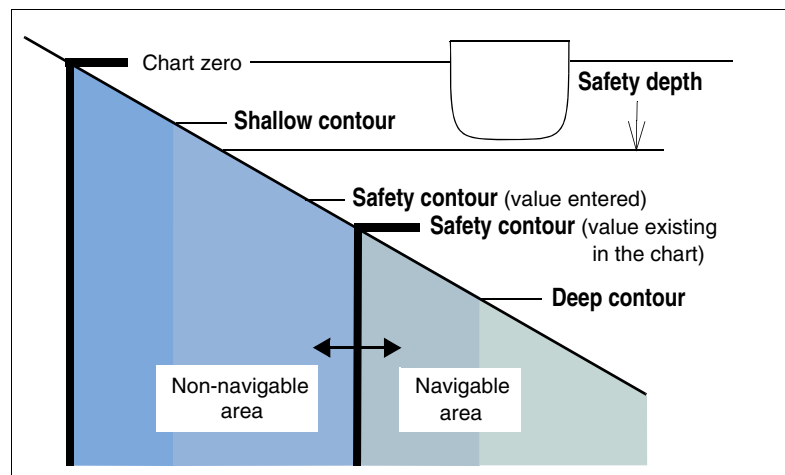 Chart zero
Safety depth
Shallow contour
Safety contour (value entered)
Safety contour (value existing
in the chart)
Deep contour
Non-navigable
area
Navigable
area